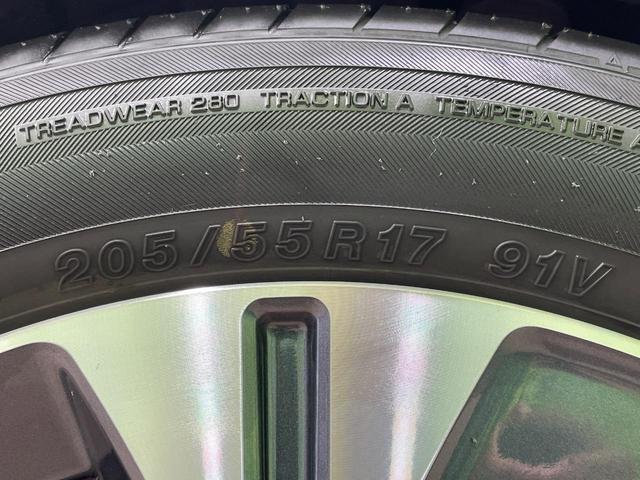 TREADWEAR 280 TRACTION A TEMPERATURE A
205/55R17 91V